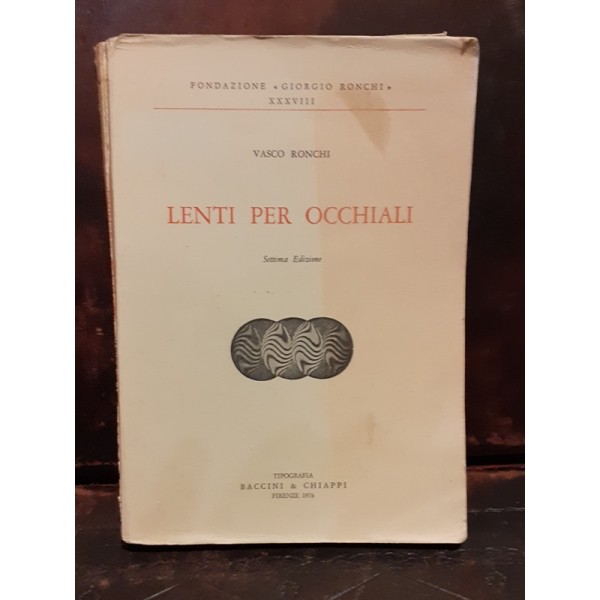 FONDAZIONE « GIORGIO RONCHI »
XXXVIII
VASCO RONCHI
LENTI PER OCCHIALI
Settima Edizione
TIPOGRAFIA
BACCINI & CHIAPPI
FIRENZE 1976